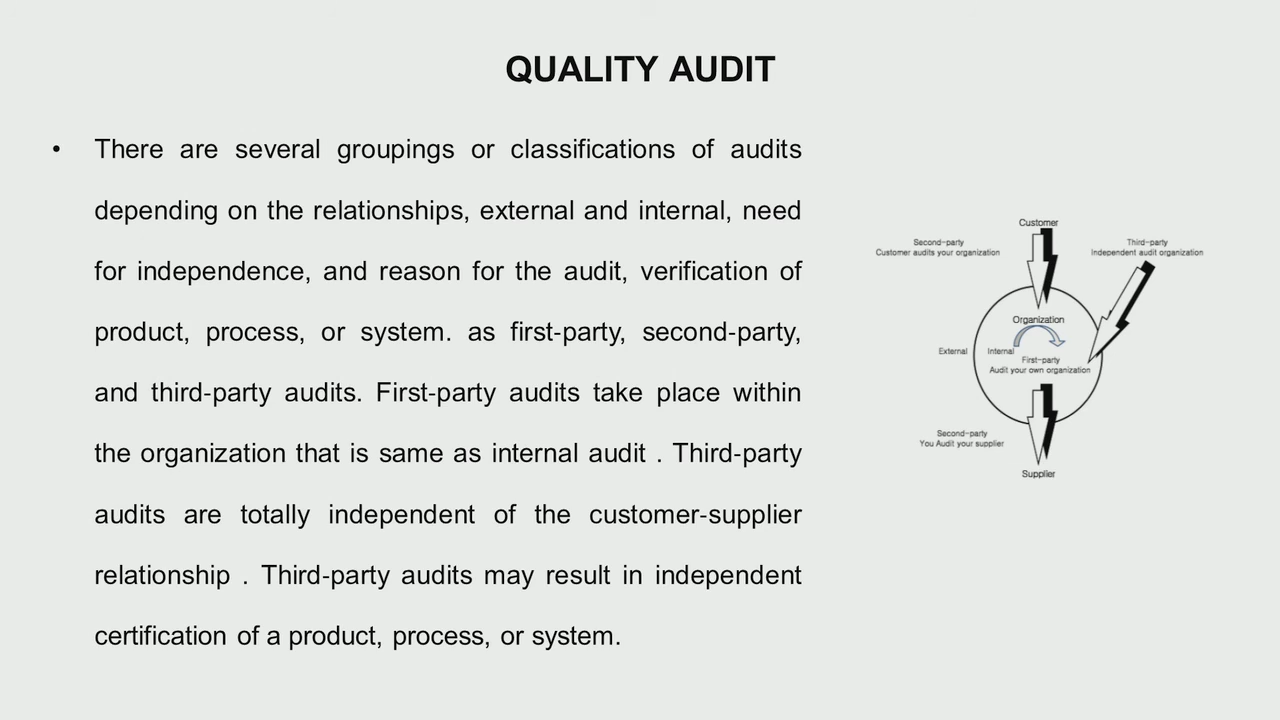 QUALITY AUDIT
• There are several groupings or classifications of audits
depending on the relationships, external and internal, need
for independence, and reason for the audit, verification of
product, process, or system. as first-party, second-party,
and third-party audits. First-party audits take place within
the organization that is same as internal audit . Third-party
audits are totally independent of the customer-supplier
relationship . Third-party audits may result in independent
certification of a product, process, or system.
Customer
Second-party
Customer audits your organization
Third-party
Independent audit organization
Organization
External
Internal
First-party
Audit your own organization
Second-party
You Audit your supplier
Supplier